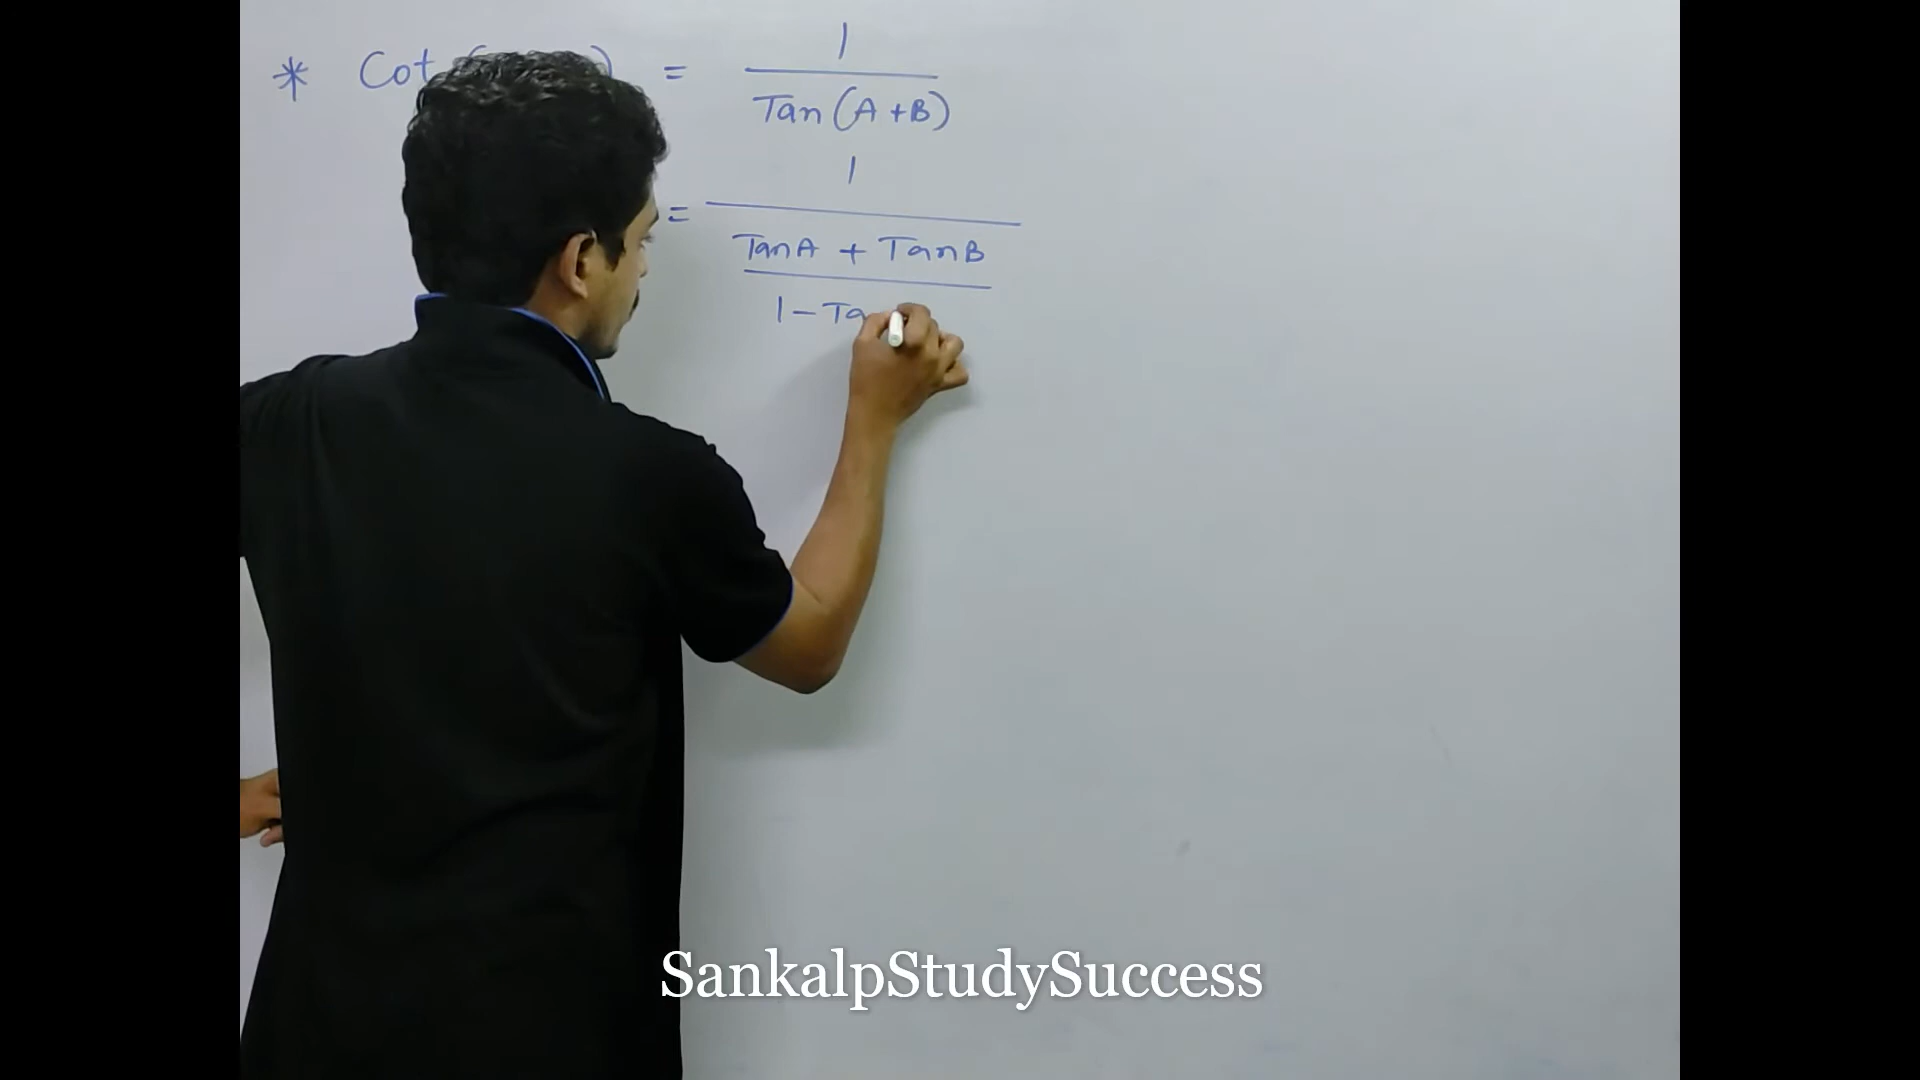 * Cot ( ) = 1
Tan (A+B)
= 1
TanA + TanB
1 - Ta
SankalpStudySuccess